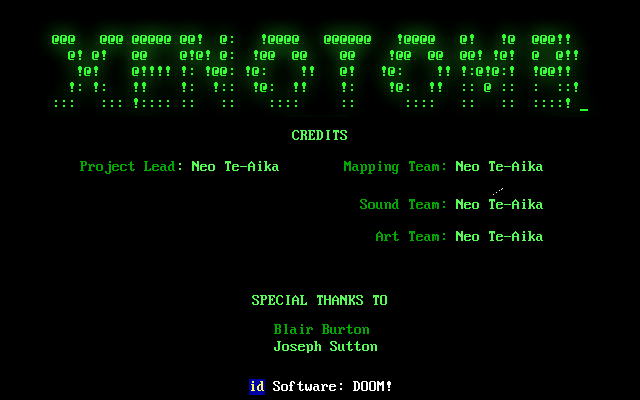 XENOTOMB_
CREDITS
Project Lead: Neo Te-Aika
Mapping Team: Neo Te-Aika
Sound Team: Neo Te-Aika
Art Team: Neo Te-Aika
SPECIAL THANKS TO
Blair Burton
Joseph Sutton
id Software: DOOM!